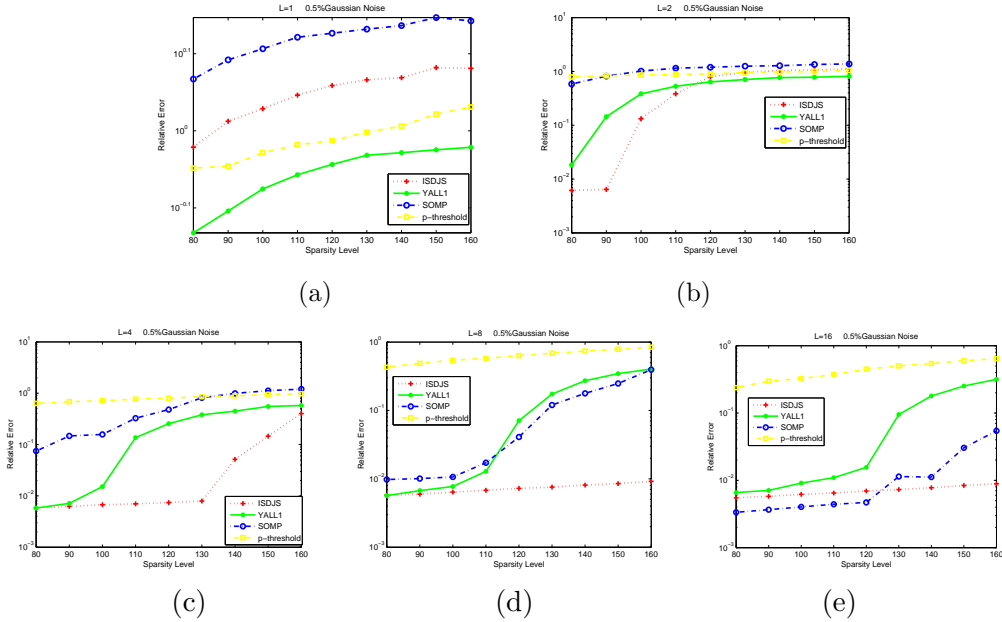 L=1 0.5%Gaussian Noise
10^0.1
10^0
10^−0.1
Relative Error
80 90 100 110 120 130 140 150 160
Sparsity Level
ISDJS
YALL1
SOMP
p−threshold
(a)
L=2 0.5%Gaussian Noise
10^1
10^0
10^−1
10^−2
10^−3
Relative Error
80 90 100 110 120 130 140 150 160
Sparsity Level
ISDJS
YALL1
SOMP
p−threshold
(b)
L=4 0.5%Gaussian Noise
10^1
10^0
10^−1
10^−2
10^−3
Relative Error
80 90 100 110 120 130 140 150 160
Sparsity Level
ISDJS
YALL1
SOMP
p−threshold
(c)
L=8 0.5%Gaussian Noise
10^0
10^−1
10^−2
10^−3
Relative Error
80 90 100 110 120 130 140 150 160
Sparsity Level
ISDJS
YALL1
SOMP
p−threshold
(d)
L=16 0.5%Gaussian Noise
10^0
10^−1
10^−2
10^−3
Relative Error
80 90 100 110 120 130 140 150 160
Sparsity Level
ISDJS
YALL1
SOMP
p−threshold
(e)